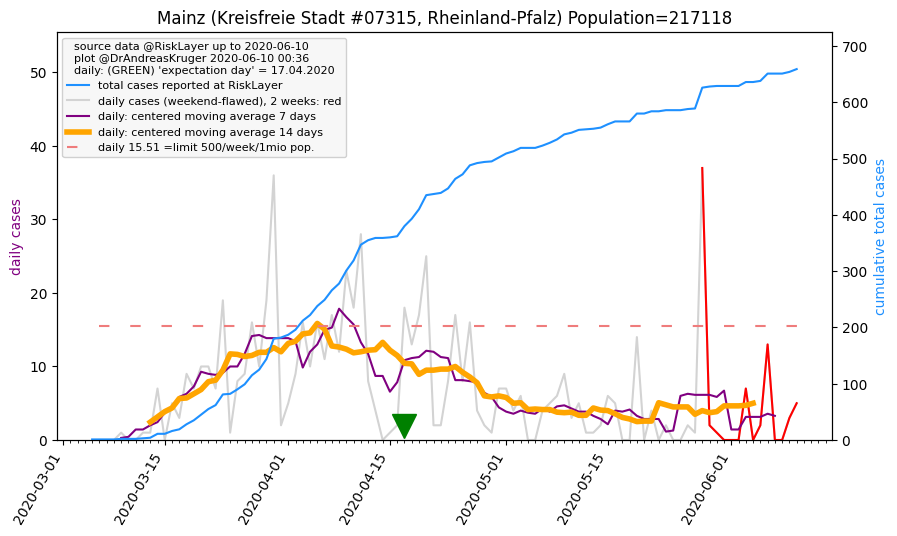 Mainz (Kreisfreie Stadt #07315, Rheinland-Pfalz) Population=217118
source data @RiskLayer up to 2020-06-10
plot @DrAndreasKruger 2020-06-10 00:36
daily: (GREEN) 'expectation day' = 17.04.2020
total cases reported at RiskLayer
daily cases (weekend-flawed), 2 weeks: red
daily: centered moving average 7 days
daily: centered moving average 14 days
daily 15.51 =limit 500/week/1mio pop.
daily cases
50
40
30
20
10
0
700
600
500
400
300
200
100
0
cumulative total cases
2020-03-01
2020-03-15
2020-04-01
2020-04-15
2020-05-01
2020-05-15
2020-06-01